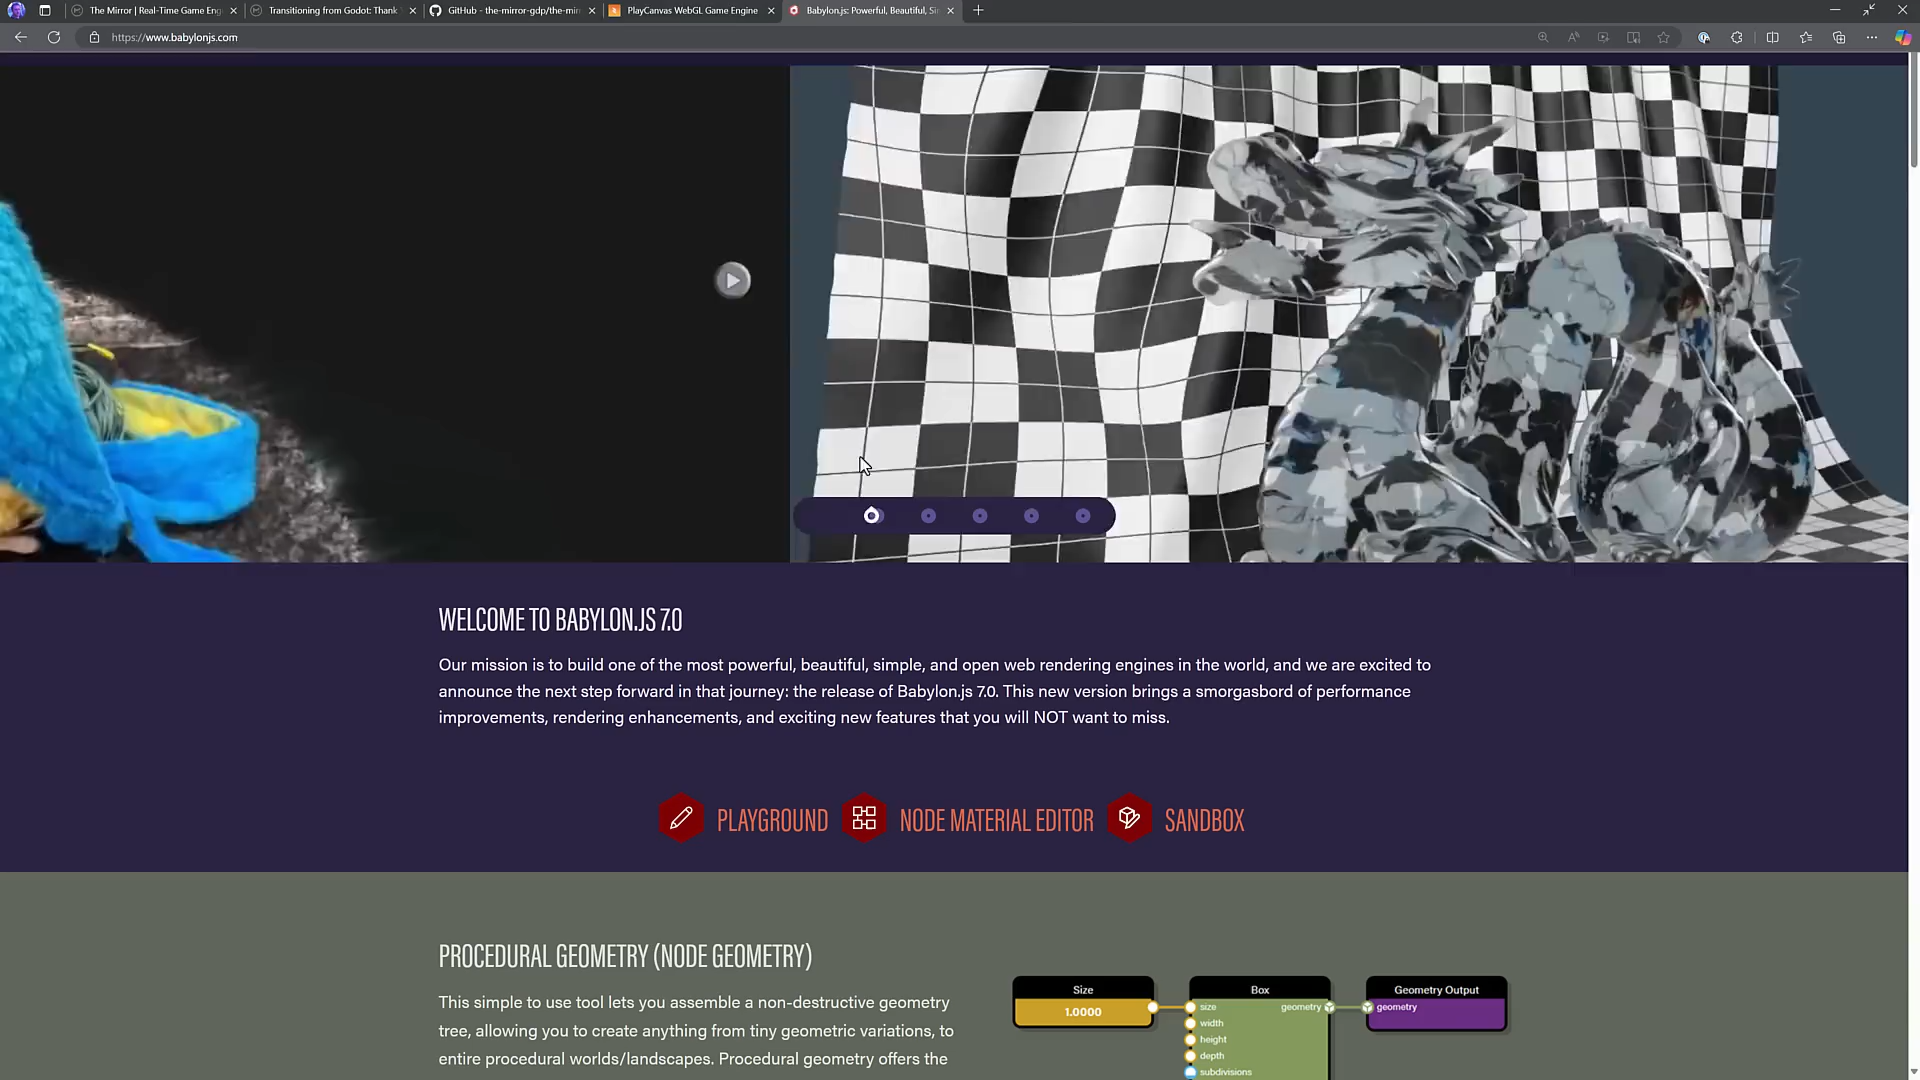 The Mirror | Real-Time Game Eng
Transitioning from Godot: Thank
GitHub - the-mirror-gdp/the-mirr
PlayCanvas WebGL Game Engine
Babylon.js: Powerful, Beautiful, Si
https://www.babylonjs.com
WELCOME TO BABYLON.JS 7.0
Our mission is to build one of the most powerful, beautiful, simple, and open web rendering engines in the world, and we are excited to
announce the next step forward in that journey: the release of Babylon.js 7.0. This new version brings a smorgasbord of performance
improvements, rendering enhancements, and exciting new features that you will NOT want to miss.
PLAYGROUND
NODE MATERIAL EDITOR
SANDBOX
PROCEDURAL GEOMETRY (NODE GEOMETRY)
This simple to use tool lets you assemble a non-destructive geometry
tree, allowing you to create anything from tiny geometric variations, to
entire procedural worlds/landscapes. Procedural geometry offers the
Size
1.0000
Box
size
geometry
width
height
depth
subdivisions
Geometry Output
geometry